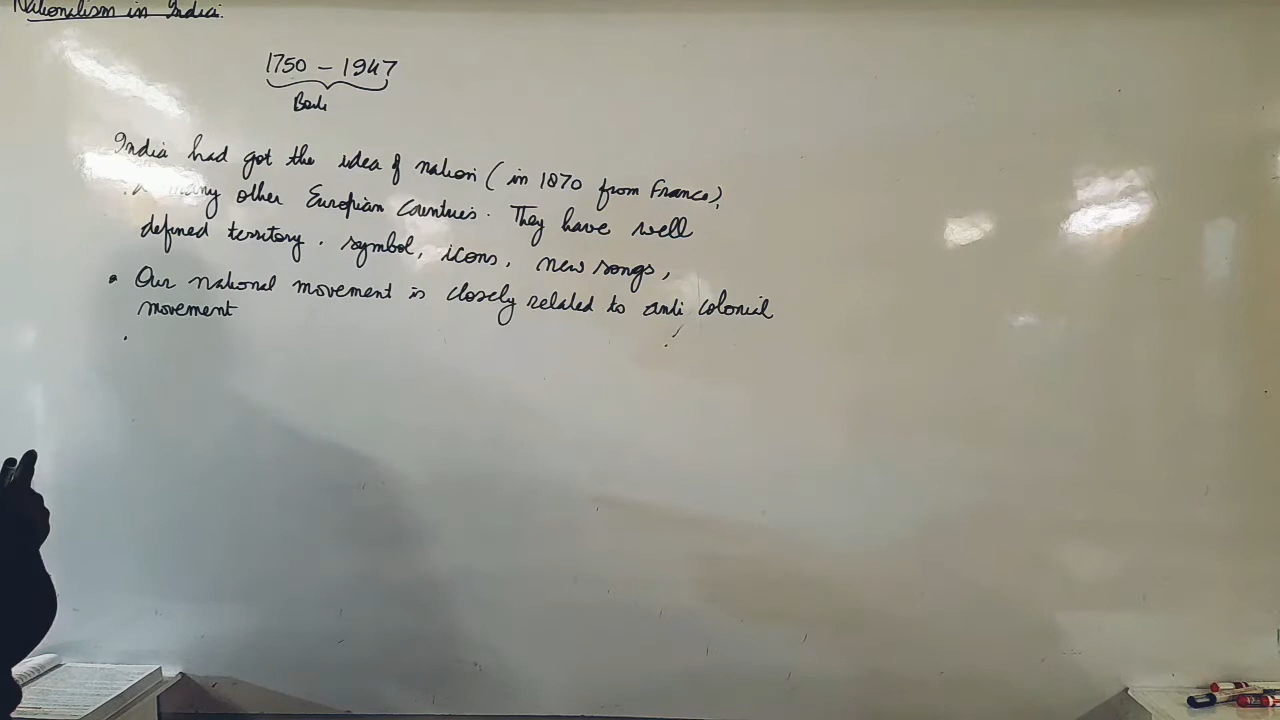 Nationalism in India.
1750 - 1947
India had got the idea of nation (in 1870 from France),
many other European Countries. They have well
defined territory. symbol, icons, new songs,
• Our national movement is closely related to anti colonial
movement